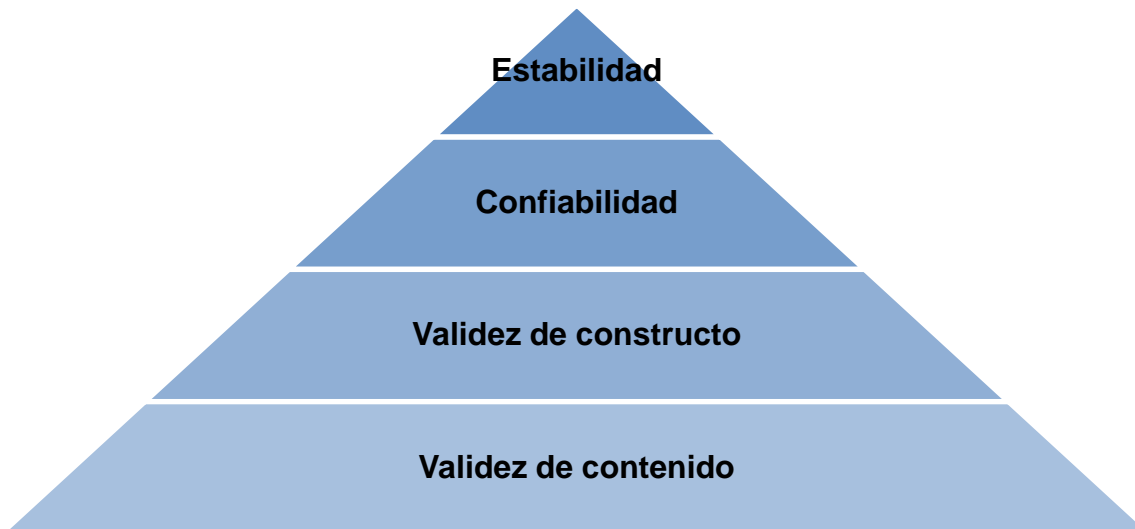 Estabilidad
Confiabilidad
Validez de constructo
Validez de contenido